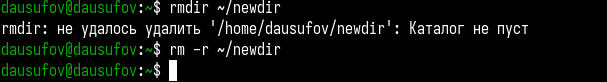 dausufov@dausufov:~$ rmdir ~/newdir
rmdir: не удалось удалить '/home/dausufov/newdir': Каталог не пуст
dausufov@dausufov:~$ rm -r ~/newdir
dausufov@dausufov:~$